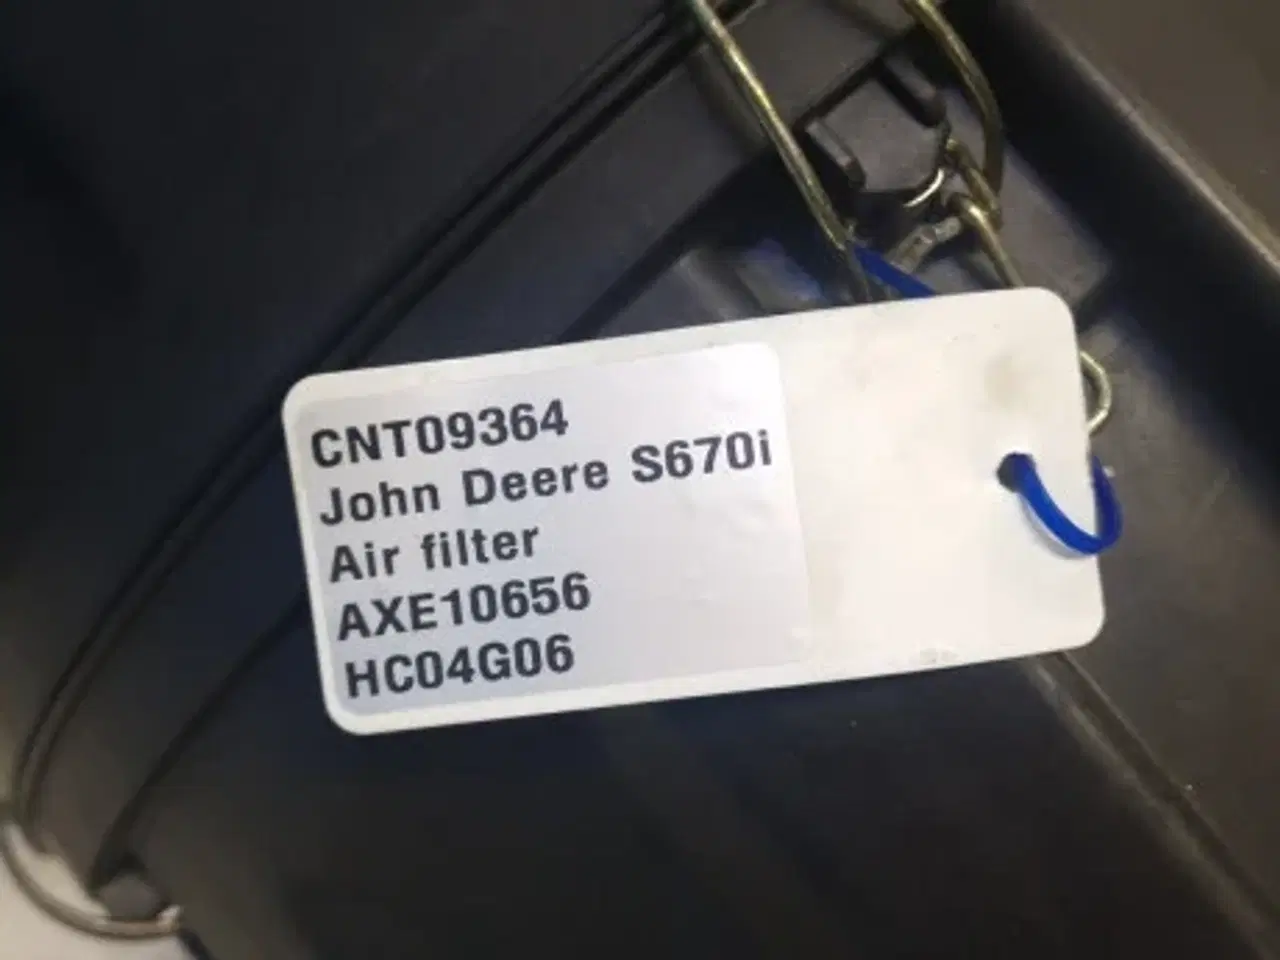 CNT09364
John Deere S670i
Air filter
AXE10656
HC04G06